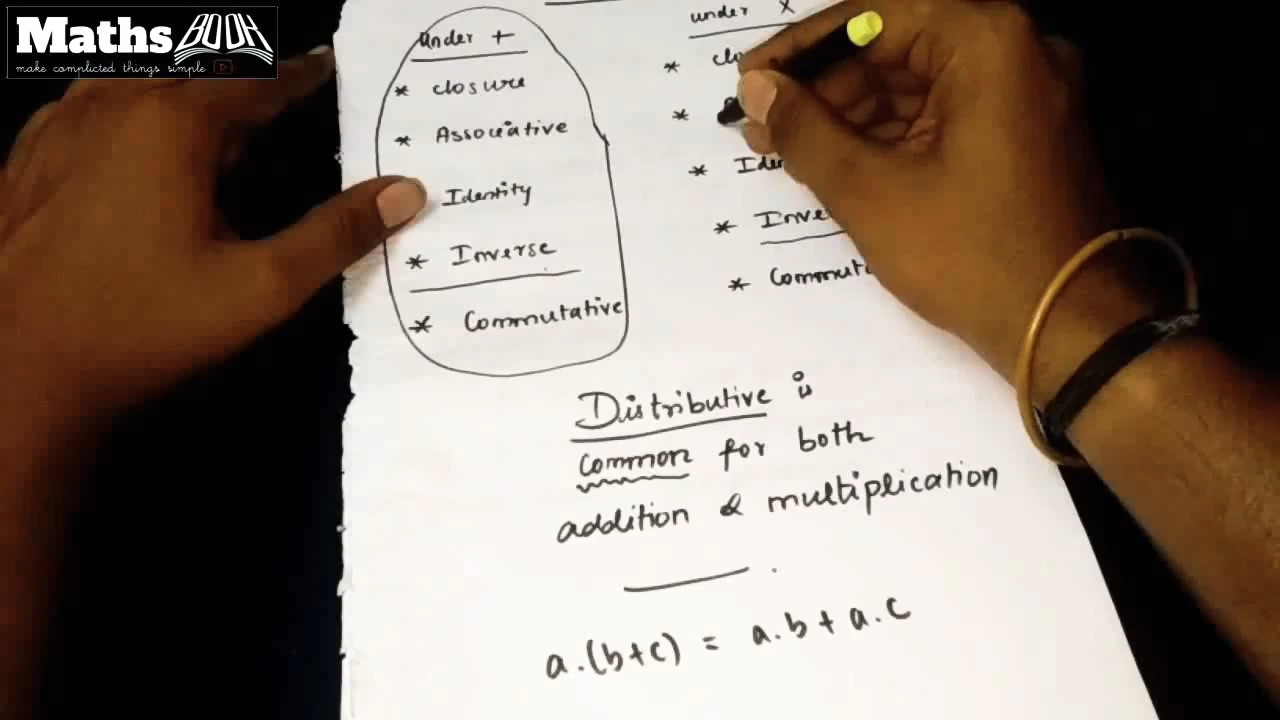 Maths BOOK
make complicted things simple
under +
* closure
* Associative
Identity
* Inverse
* Commutative
under X
*
*
*
*
*
Distributive is
common for both
addition & multiplication
a.(b+c) = a.b + a.c